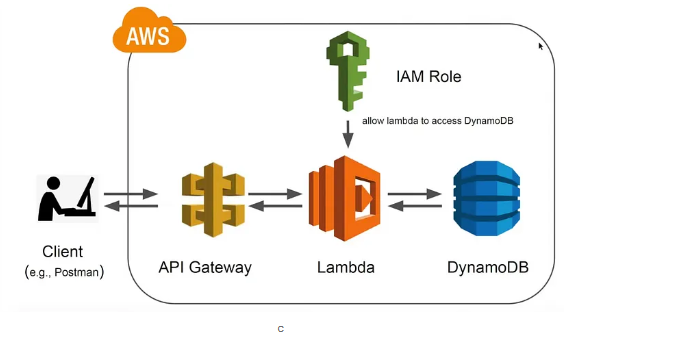 AWS
IAM Role
allow lambda to access DynamoDB
Client
(e.g., Postman)
API Gateway
Lambda
DynamoDB
C